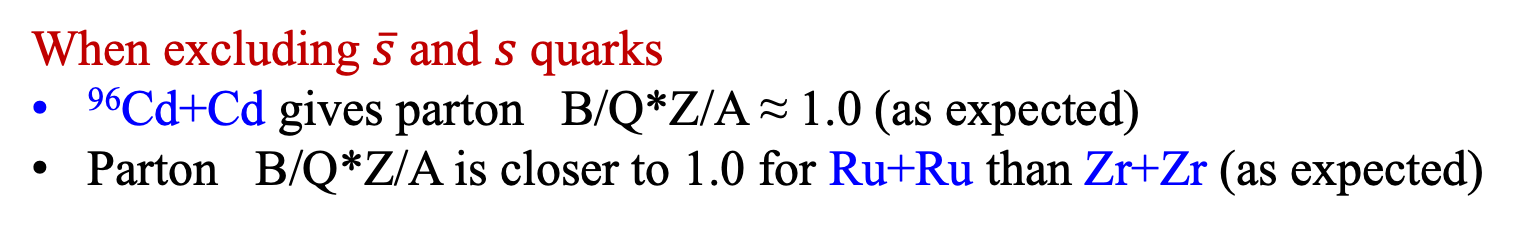 When excluding s̄ and s quarks
• ⁹⁶Cd+Cd gives parton B/Q*Z/A ≈ 1.0 (as expected)
• Parton B/Q*Z/A is closer to 1.0 for Ru+Ru than Zr+Zr (as expected)